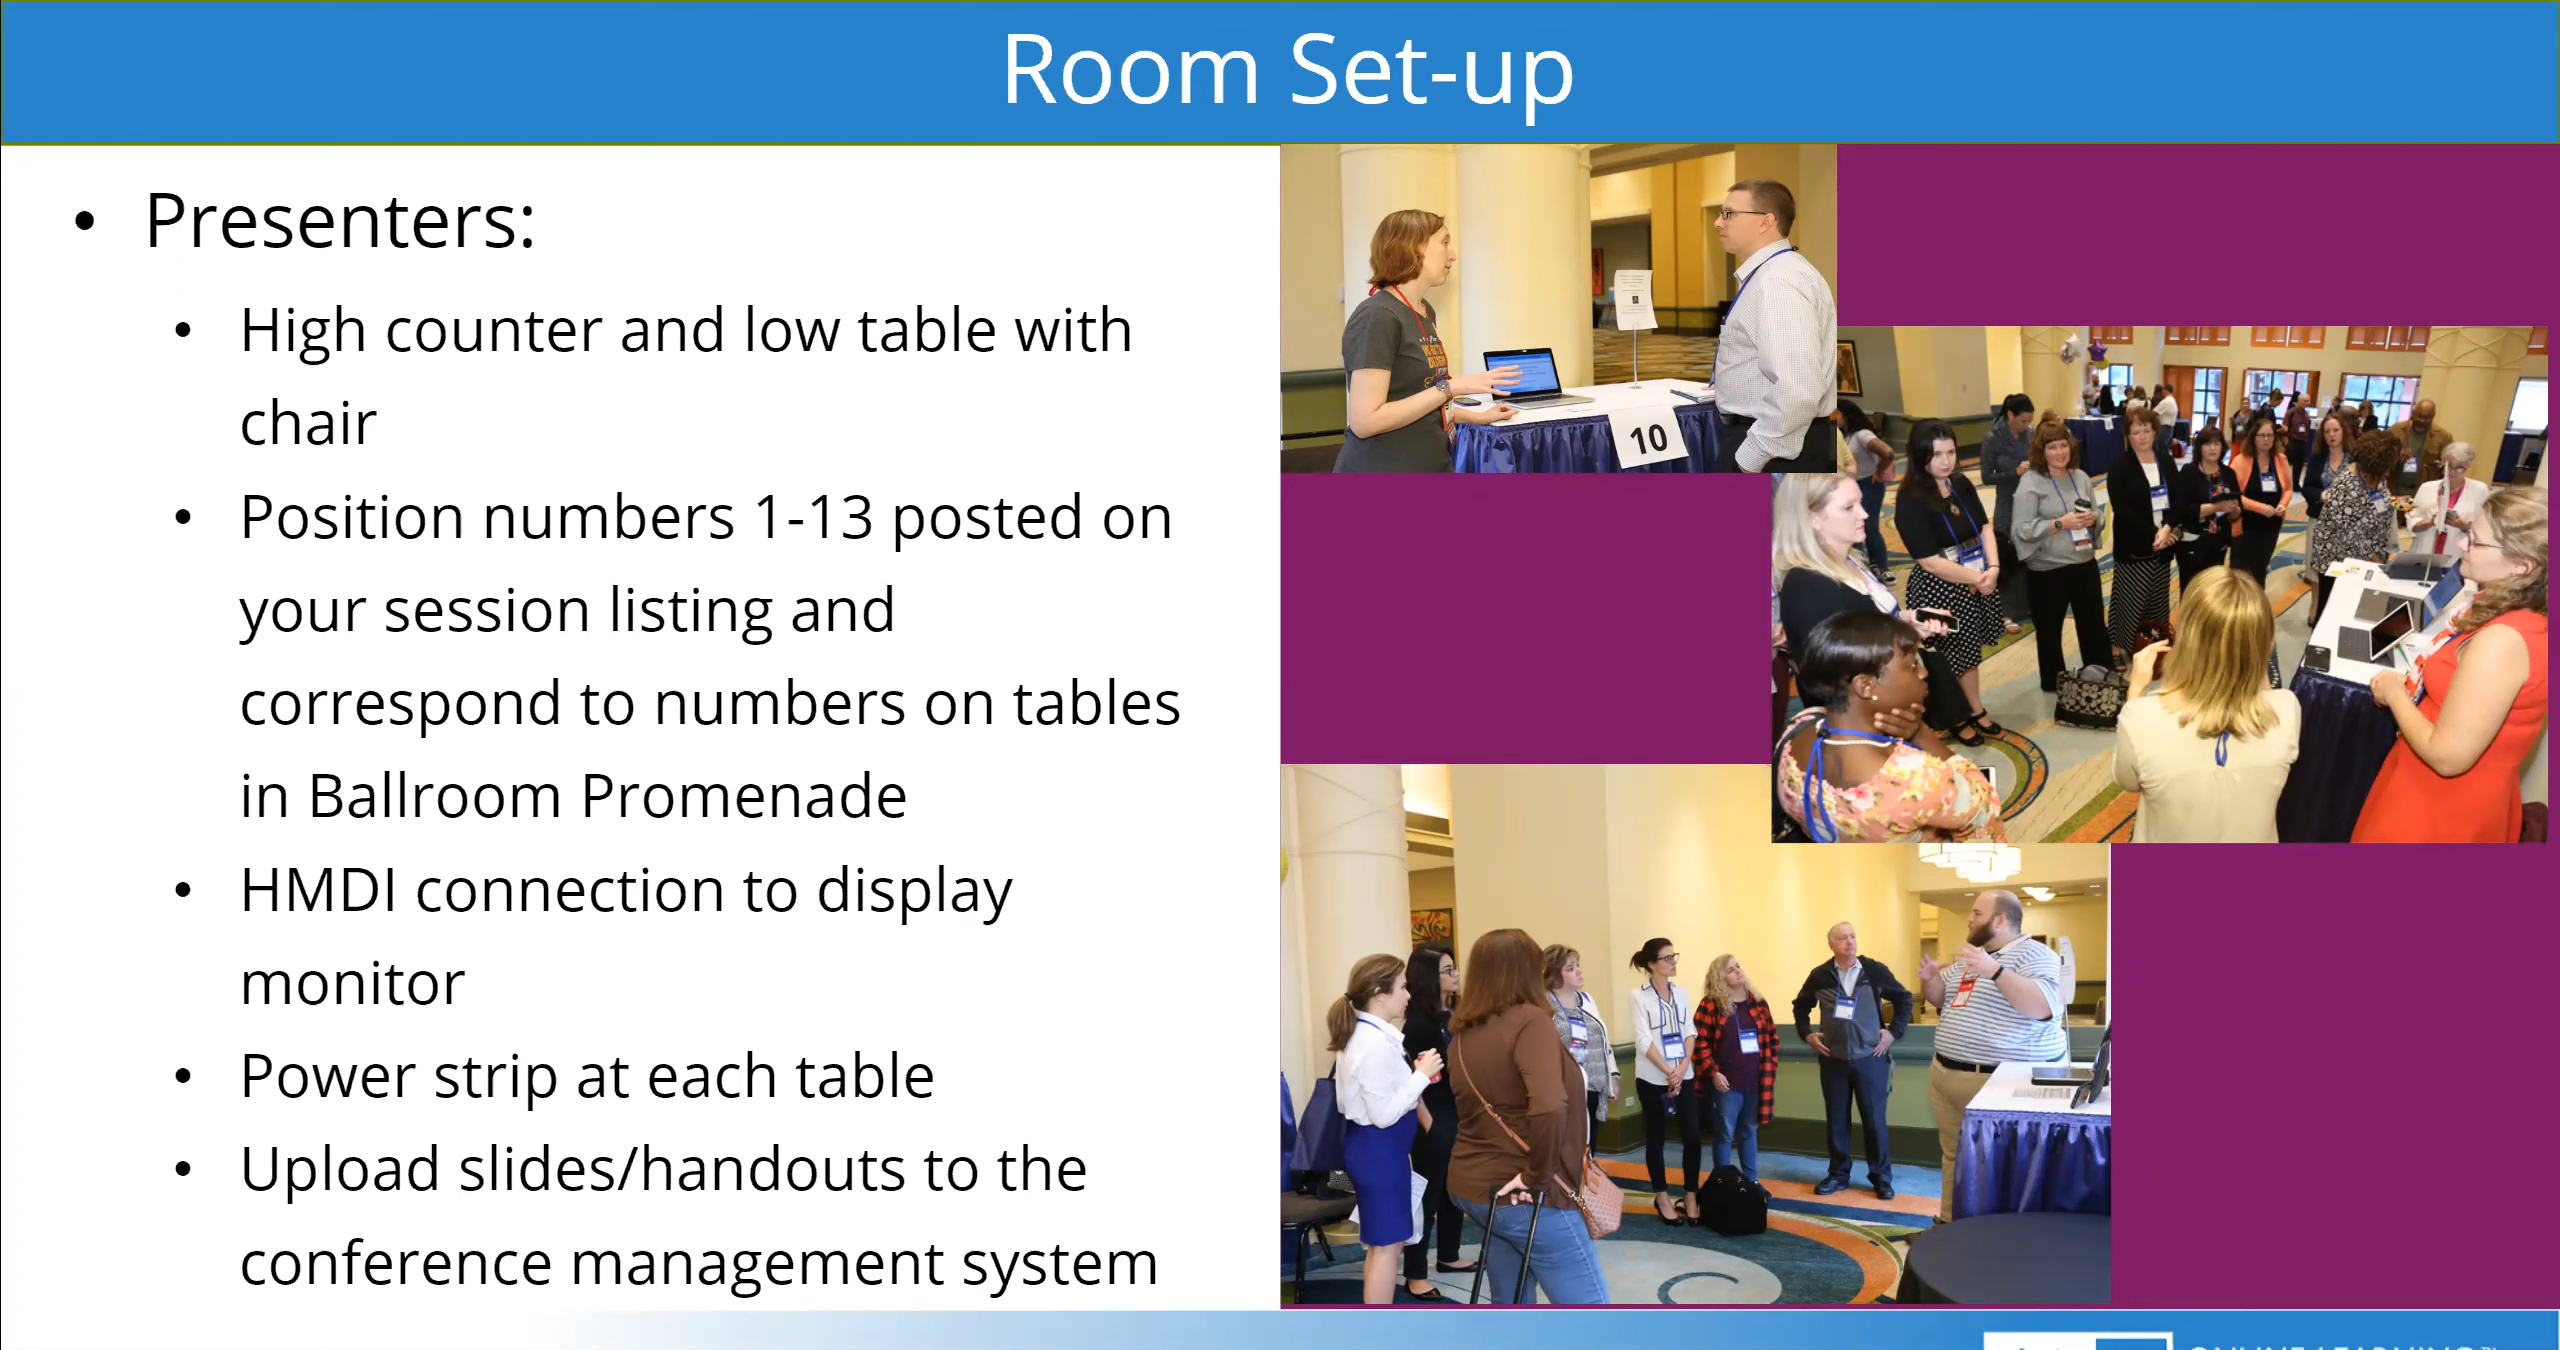 Room Set-up
• Presenters:
• High counter and low table with
chair
• Position numbers 1-13 posted on
your session listing and
correspond to numbers on tables
in Ballroom Promenade
• HMDI connection to display
monitor
• Power strip at each table
• Upload slides/handouts to the
conference management system
10